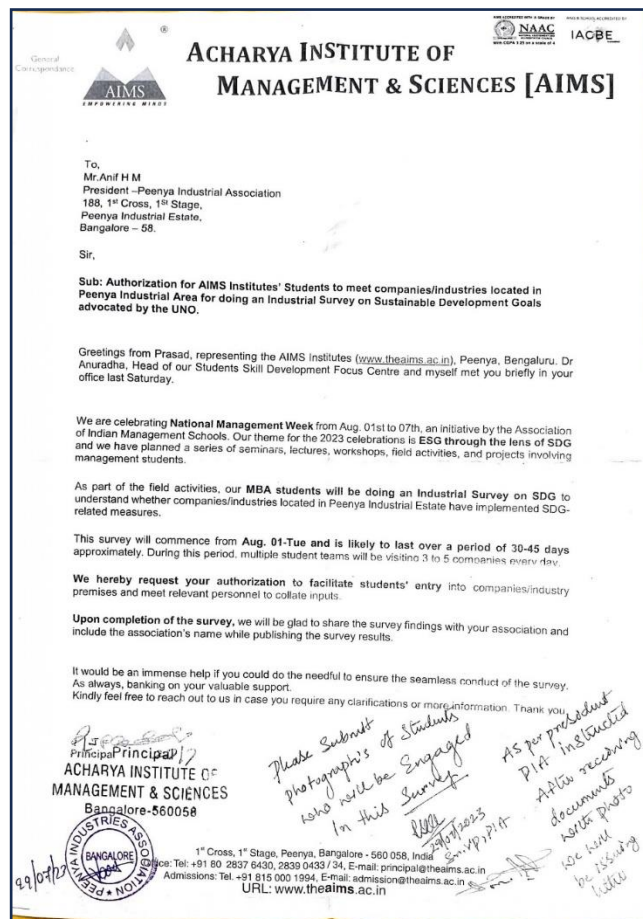 NAAC
IACBE
General
Correspondance
®
AIMS
EMPOWERING MINDS
ACHARYA INSTITUTE OF
MANAGEMENT & SCIENCES [AIMS]
To,
Mr.Anif H M
President –Peenya Industrial Association
188, 1st Cross, 1St Stage,
Peenya Industrial Estate,
Bangalore – 58.
Sir,
Sub: Authorization for AIMS Institutes' Students to meet companies/industries located in
Peenya Industrial Area for doing an Industrial Survey on Sustainable Development Goals
advocated by the UNO.
Greetings from Prasad, representing the AIMS Institutes (www.theaims.ac.in), Peenya, Bengaluru. Dr
Anuradha, Head of our Students Skill Development Focus Centre and myself met you briefly in your
office last Saturday.
We are celebrating National Management Week from Aug. 01st to 07th, an initiative by the Association
of Indian Management Schools. Our theme for the 2023 celebrations is ESG through the lens of SDG
and we have planned a series of seminars, lectures, workshops, field activities, and projects involving
management students.
As part of the field activities, our MBA students will be doing an Industrial Survey on SDG to
understand whether companies/industries located in Peenya Industrial Estate have implemented SDG-
related measures.
This survey will commence from Aug. 01-Tue and is likely to last over a period of 30-45 days
approximately. During this period, multiple student teams will be visiting 3 to 5 companies every day.
We hereby request your authorization to facilitate students' entry into companies/industry
premises and meet relevant personnel to collate inputs.
Upon completion of the survey, we will be glad to share the survey findings with your association and
include the association's name while publishing the survey results.
It would be an immense help if you could do the needful to ensure the seamless conduct of the survey.
As always, banking on your valuable support.
Kindly feel free to reach out to us in case you require any clarifications or more information. Thank you
Principal
ACHARYA INSTITUTE OF
MANAGEMENT & SCIENCES
Bangalore-560058
Please Submit
photograph's of Students
who will be Engaged
In this Survey
29/07/2023
As per president
PIA instructed
After receiving
documents
with photo
we will
be issuing
PEENYA INDUSTRIES ASSOCIATION
BANGALORE
29/07/23
1st Cross, 1st Stage, Peenya, Bangalore - 560 058, India
Office: Tel: +91 80 2837 6430, 2839 0433 / 34, E-mail: principal@theaims.ac.in
Admissions: Tel. +91 815 000 1994, E-mail: admission@theaims.ac.in
URL: www.theaims.ac.in